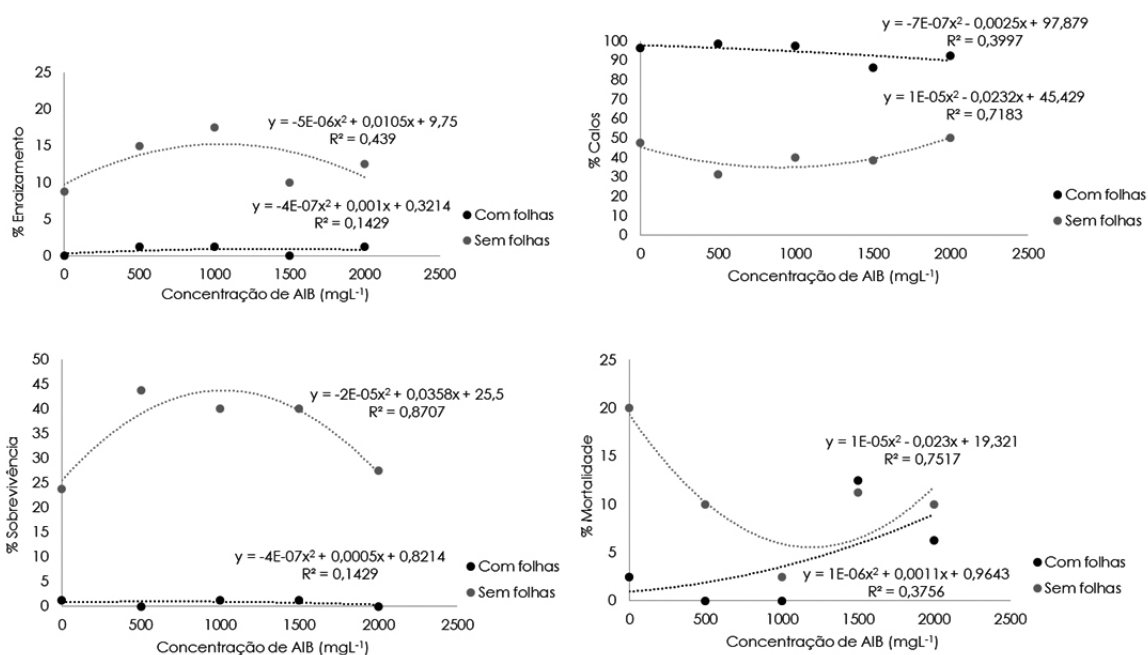 25
20
15
10
5
0
% Enraizamento
y = -5E-06x² + 0,0105x + 9,75
R² = 0,439
y = -4E-07x² + 0,001x + 0,3214
R² = 0,1429
Com folhas
Sem folhas
0 500 1000 1500 2000 2500
Concentração de AIB (mgL⁻¹)
100
90
80
70
60
50
40
30
20
10
0
% Calos
y = -7E-07x² - 0,0025x + 97,879
R² = 0,3997
y = 1E-05x² - 0,0232x + 45,429
R² = 0,7183
Com folhas
Sem folhas
0 500 1000 1500 2000 2500
Concentração de AIB (mgL⁻¹)
50
45
40
35
30
25
20
15
10
5
0
% Sobrevivência
y = -2E-05x² + 0,0358x + 25,5
R² = 0,8707
y = -4E-07x² + 0,0005x + 0,8214
R² = 0,1429
Com folhas
Sem folhas
0 500 1000 1500 2000 2500
Concentração de AIB (mgL⁻¹)
25
20
15
10
5
0
% Mortalidade
y = 1E-05x² - 0,023x + 19,321
R² = 0,7517
y = 1E-06x² + 0,0011x + 0,9643
R² = 0,3756
Com folhas
Sem folhas
0 500 1000 1500 2000 2500
Concentração de AIB (mgL⁻¹)